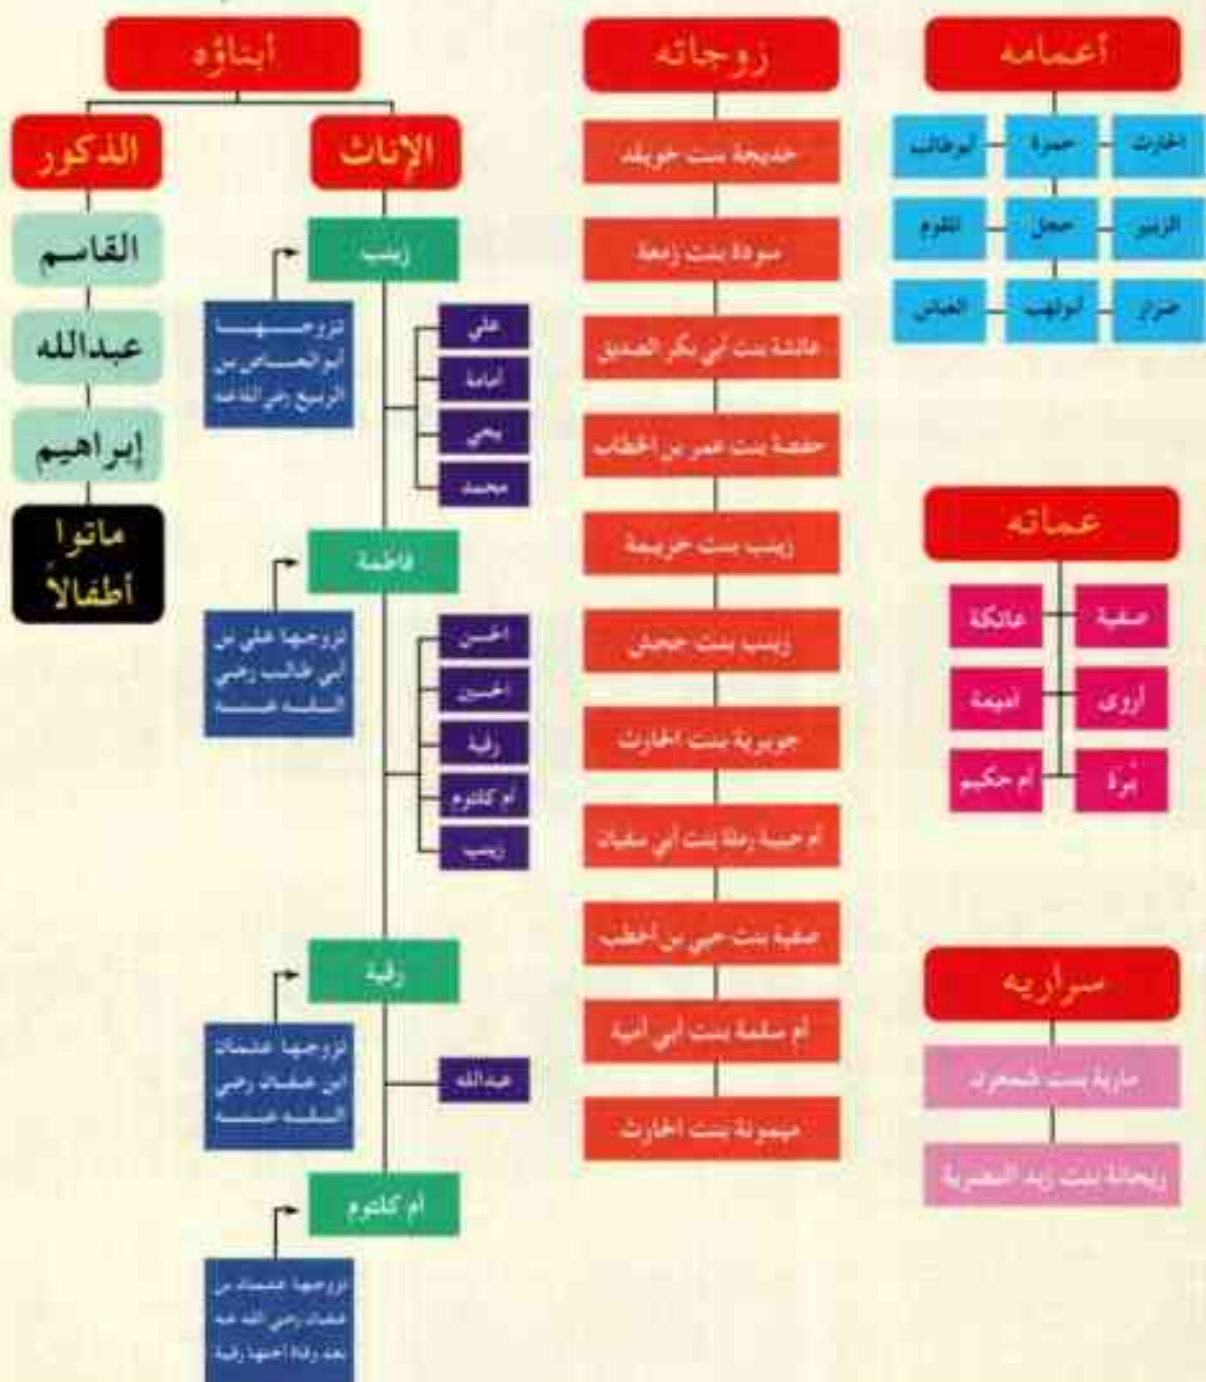 أعمامه
الحارث
حمزة
أبوطالب
الزبير
حجل
المقوم
ضرار
أبولهب
العباس
عماته
صفية
عاتكة
أروى
أميمة
برة
أم حكيم
سراريه
مارية بنت شمعون
ريحانة بنت زيد النضرية
زوجاته
خديجة بنت خويلد
سودة بنت زمعة
عائشة بنت أبي بكر الصديق
حفصة بنت عمر بن الخطاب
زينب بنت خزيمة
زينب بنت جحش
جويرية بنت الحارث
أم حبيبة رملة بنت أبي سفيان
صفية بنت حيي بن أخطب
أم سلمة بنت أبي أمية
ميمونة بنت الحارث
أبناؤه
الإناث
زينب
تزوجها
أبو العاص بن
الربيع رضي الله عنه
علي
أمامة
يحي
محمد
فاطمة
تزوجها علي بن
أبي طالب رضي
الله عنه
الحسن
الحسين
رقية
أم كلثوم
زينب
رقية
تزوجها عثمان
ابن عفان رضي
الله عنه
عبدالله
أم كلثوم
تزوجها عثمان بن
عفان رضي الله عنه
بعد وفاة أختها رقية
الذكور
القاسم
عبدالله
إبراهيم
ماتوا
أطفالاً